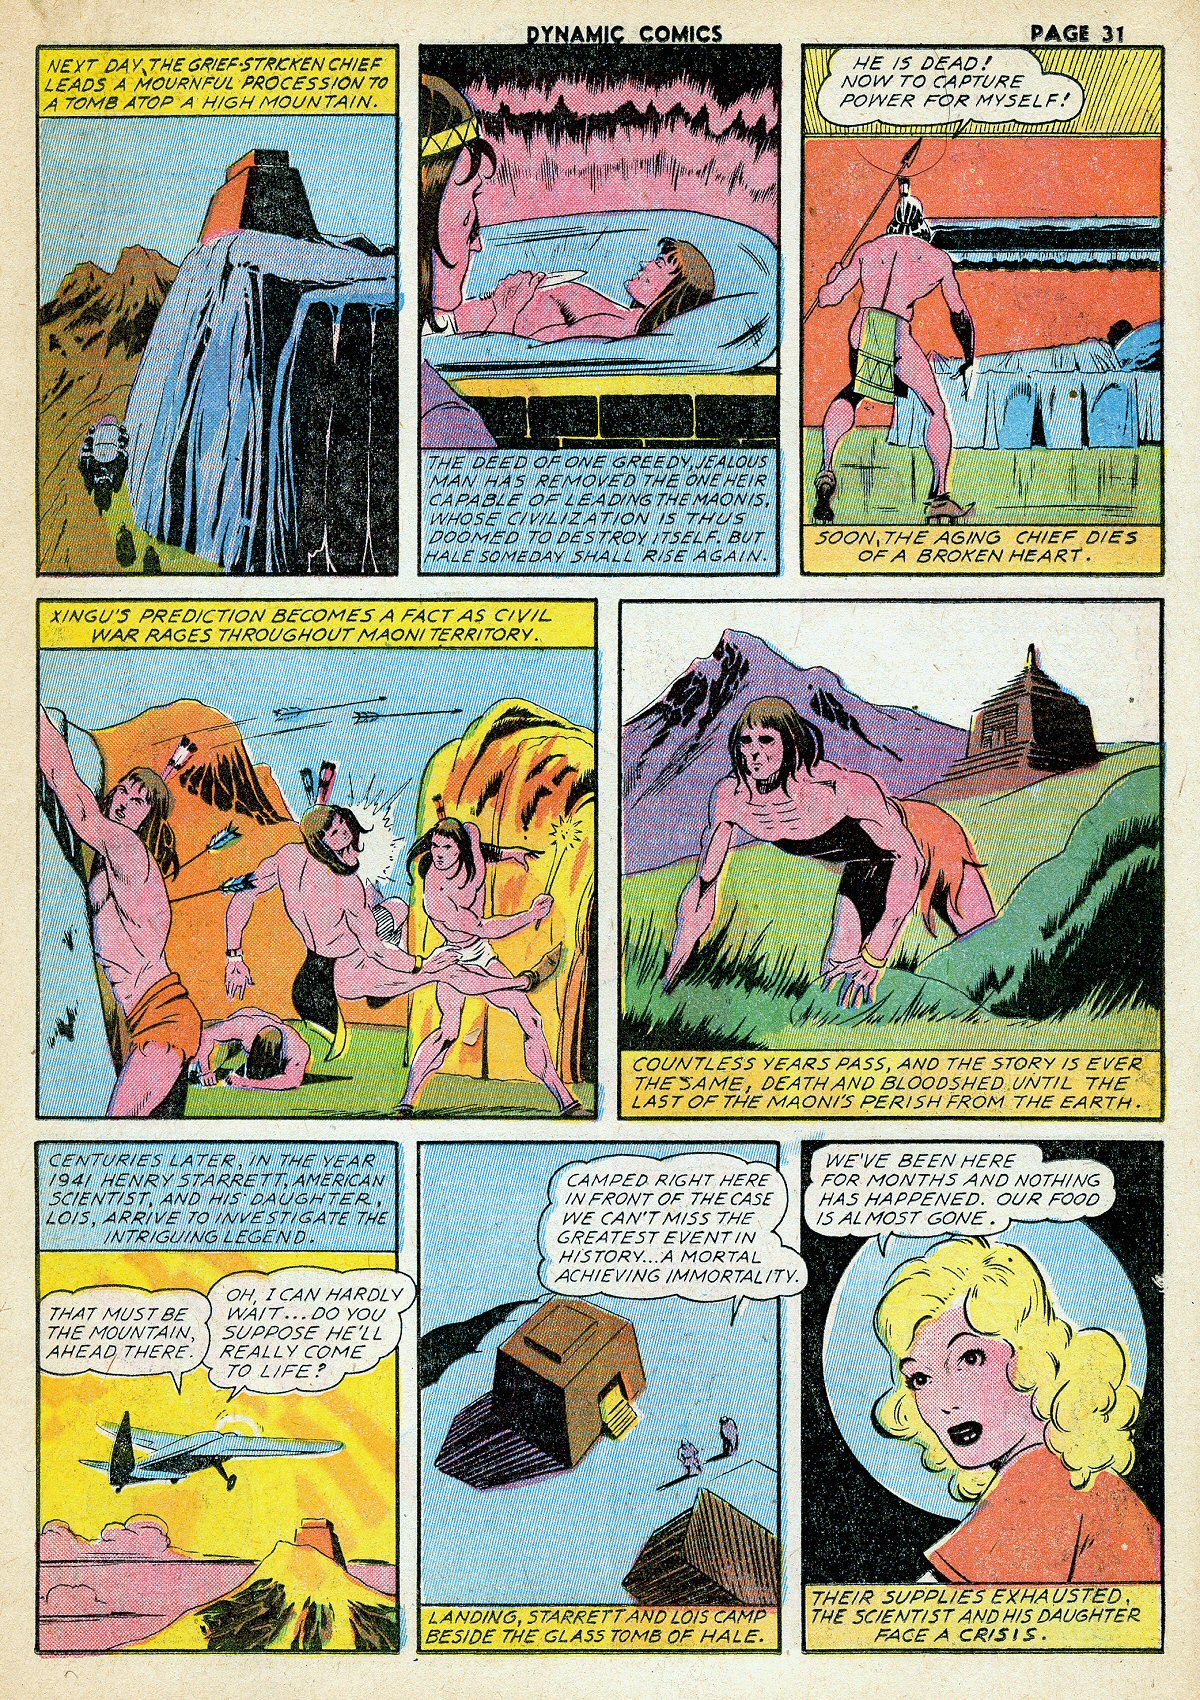 DYNAMIC COMICS
PAGE 31
NEXT DAY, THE GRIEF-STRICKEN CHIEF
LEADS A MOURNFUL PROCESSION TO
A TOMB ATOP A HIGH MOUNTAIN.
THE DEED OF ONE GREEDY, JEALOUS
MAN HAS REMOVED THE ONE HEIR
CAPABLE OF LEADING THE MAONIS,
WHOSE CIVILIZATION IS THUS
DOOMED TO DESTROY ITSELF. BUT
HALE SOMEDAY SHALL RISE AGAIN.
HE IS DEAD!
NOW TO CAPTURE
POWER FOR MYSELF!
SOON, THE AGING CHIEF DIES
OF A BROKEN HEART.
XINGU'S PREDICTION BECOMES A FACT AS CIVIL
WAR RAGES THROUGHOUT MAONI TERRITORY.
COUNTLESS YEARS PASS, AND THE STORY IS EVER
THE SAME, DEATH AND BLOODSHED UNTIL THE
LAST OF THE MAONI'S PERISH FROM THE EARTH.
CENTURIES LATER, IN THE YEAR
1941 HENRY STARRETT, AMERICAN
SCIENTIST, AND HIS DAUGHTER,
LOIS, ARRIVE TO INVESTIGATE THE
INTRIGUING LEGEND.
THAT MUST BE
THE MOUNTAIN,
AHEAD THERE.
OH, I CAN HARDLY
WAIT...DO YOU
SUPPOSE HE'LL
REALLY COME
TO LIFE?
CAMPED RIGHT HERE
IN FRONT OF THE CASE
WE CAN'T MISS THE
GREATEST EVENT IN
HISTORY...A MORTAL
ACHIEVING IMMORTALITY.
LANDING, STARRETT AND LOIS CAMP
BESIDE THE GLASS TOMB OF HALE.
WE'VE BEEN HERE
FOR MONTHS AND NOTHING
HAS HAPPENED. OUR FOOD
IS ALMOST GONE.
THEIR SUPPLIES EXHAUSTED,
THE SCIENTIST AND HIS DAUGHTER
FACE A CRISIS.